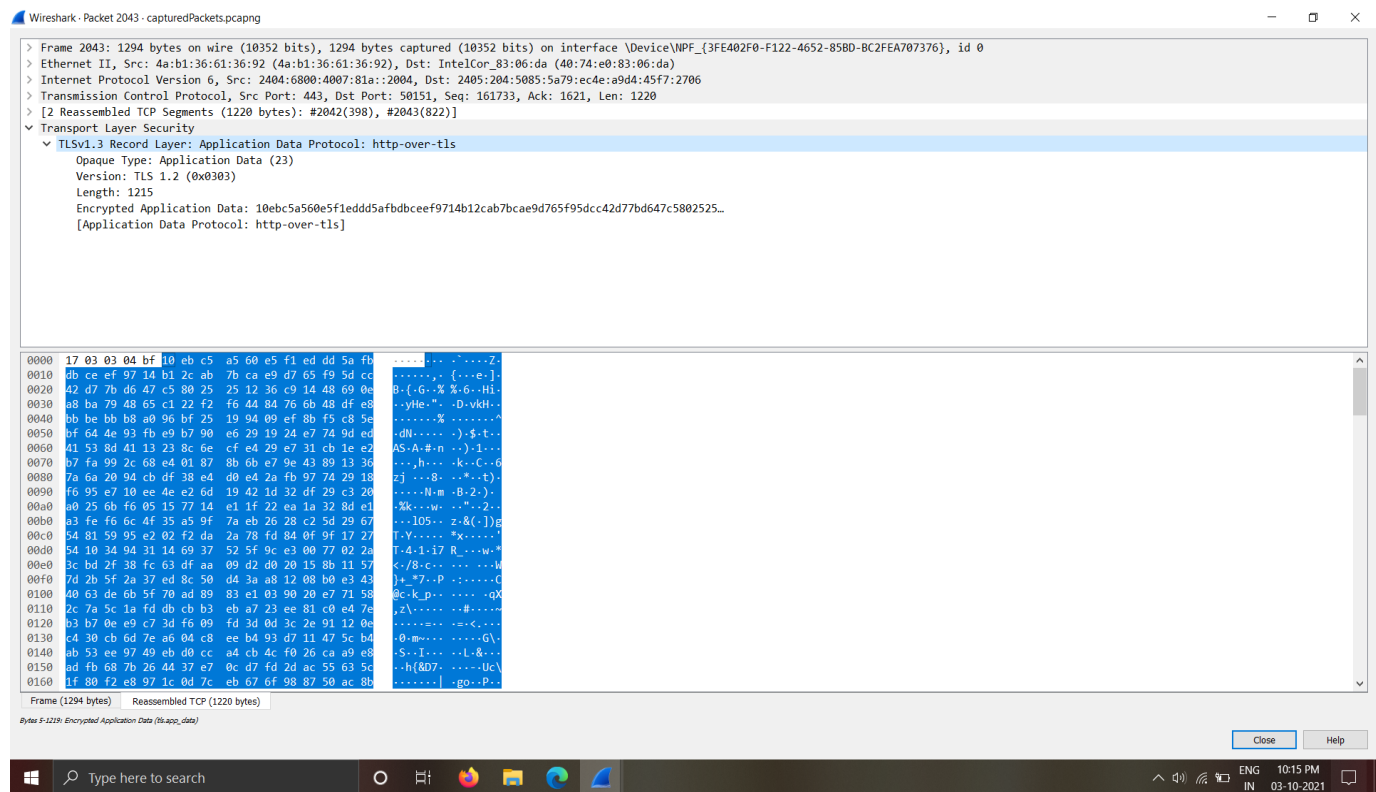 Wireshark · Packet 2043 · capturedPackets.pcapng
> Frame 2043: 1294 bytes on wire (10352 bits), 1294 bytes captured (10352 bits) on interface \Device\NPF_{3FE402F0-F122-4652-85BD-BC2FEA707376}, id 0
> Ethernet II, Src: 4a:b1:36:61:36:92 (4a:b1:36:61:36:92), Dst: IntelCor_83:06:da (40:74:e0:83:06:da)
> Internet Protocol Version 6, Src: 2404:6800:4007:81a::2004, Dst: 2405:204:5085:5a79:ec4e:a9d4:45f7:2706
> Transmission Control Protocol, Src Port: 443, Dst Port: 50151, Seq: 161733, Ack: 1621, Len: 1220
> [2 Reassembled TCP Segments (1220 bytes): #2042(398), #2043(822)]
Transport Layer Security
TLSv1.3 Record Layer: Application Data Protocol: http-over-tls
Opaque Type: Application Data (23)
Version: TLS 1.2 (0x0303)
Length: 1215
Encrypted Application Data: 10ebc5a560e5f1eddd5afbdbceef9714b12cab7bcae9d765f95dcc42d77bd647c5802525…
[Application Data Protocol: http-over-tls]
0000 17 03 03 04 bf 10 eb c5 a5 60 e5 f1 ed dd 5a fb ········ ·`····Z·
0010 db ce ef 97 14 b1 2c ab 7b ca e9 d7 65 f9 5d cc ······,· {···e·]·
0020 42 d7 7b d6 47 c5 80 25 25 12 36 c9 14 48 69 0e B·{·G··% %·6··Hi·
0030 a8 ba 79 48 65 c1 22 f2 f6 44 84 76 6b 48 df e8 ··yHe·"· ·D·vkH··
0040 bb be bb b8 a0 96 bf 25 19 94 09 ef 8b f5 c8 5e ·······% ·······^
0050 bf 64 4e 93 fb e9 b7 90 e6 29 19 24 e7 74 9d ed ·dN····· ·)·$·t··
0060 41 53 8d 41 13 23 8c 6e cf e4 29 e7 31 cb 1e e2 AS·A·#·n ··)·1···
0070 b7 fa 99 2c 68 e4 01 87 8b 6b e7 9e 43 89 13 36 ···,h··· ·k··C··6
0080 7a 6a 20 94 cb df 38 e4 d0 e4 2a fb 97 74 29 18 zj ···8· ··*··t)·
0090 f6 95 e7 10 ee 4e e2 6d 19 42 1d 32 df 29 c3 20 ·····N·m ·B·2·)·
00a0 a0 25 6b f6 05 15 77 14 e1 1f 22 ea 1a 32 8d e1 ·%k···w· ··"··2··
00b0 a3 fe f6 6c 4f 35 a5 9f 7a eb 26 28 c2 5d 29 67 ···lO5·· z·&(·])g
00c0 54 81 59 95 e2 02 f2 da 2a 78 fd 84 0f 9f 17 27 T·Y····· *x·····'
00d0 54 10 34 94 31 14 69 37 52 5f 9c e3 00 77 02 2a T·4·1·i7 R_···w·*
00e0 3c bd 2f 38 fc 63 df aa 09 d2 d0 20 15 8b 11 57 <·/8·c·· ··· ···W
00f0 7d 2b 5f 2a 37 ed 8c 50 d4 3a a8 12 08 b0 e3 43 }+_*7··P ·:·····C
0100 40 63 de 6b 5f 70 ad 89 83 e1 03 90 20 e7 71 58 @c·k_p·· ···· ·qX
0110 2c 7a 5c 1a fd db cb b3 eb a7 23 ee 81 c0 e4 7e ,z\····· ··#····~
0120 b3 b7 0e e9 c7 3d f6 09 fd 3d 0d 3c 2e 91 12 0e ·····=·· ·=·<.···
0130 c4 30 cb 6d 7e a6 04 c8 ee b4 93 d7 11 47 5c b4 ·0·m~··· ·····G\·
0140 ab 53 ee 97 49 eb d0 cc a4 cb 4c f0 26 ca a9 e8 ·S··I··· ··L·&···
0150 ad fb 68 7b 26 44 37 e7 0c d7 fd 2d ac 55 63 5c ··h{&D7· ···-·Uc\
0160 1f 80 f2 e8 97 1c 0d 7c eb 67 6f 98 87 50 ac 8b ·······| ·go··P··
Frame (1294 bytes) Reassembled TCP (1220 bytes)
Bytes 5-1219: Encrypted Application Data (tls.app_data)
Close Help
Type here to search
ENG 10:15 PM
IN 03-10-2021